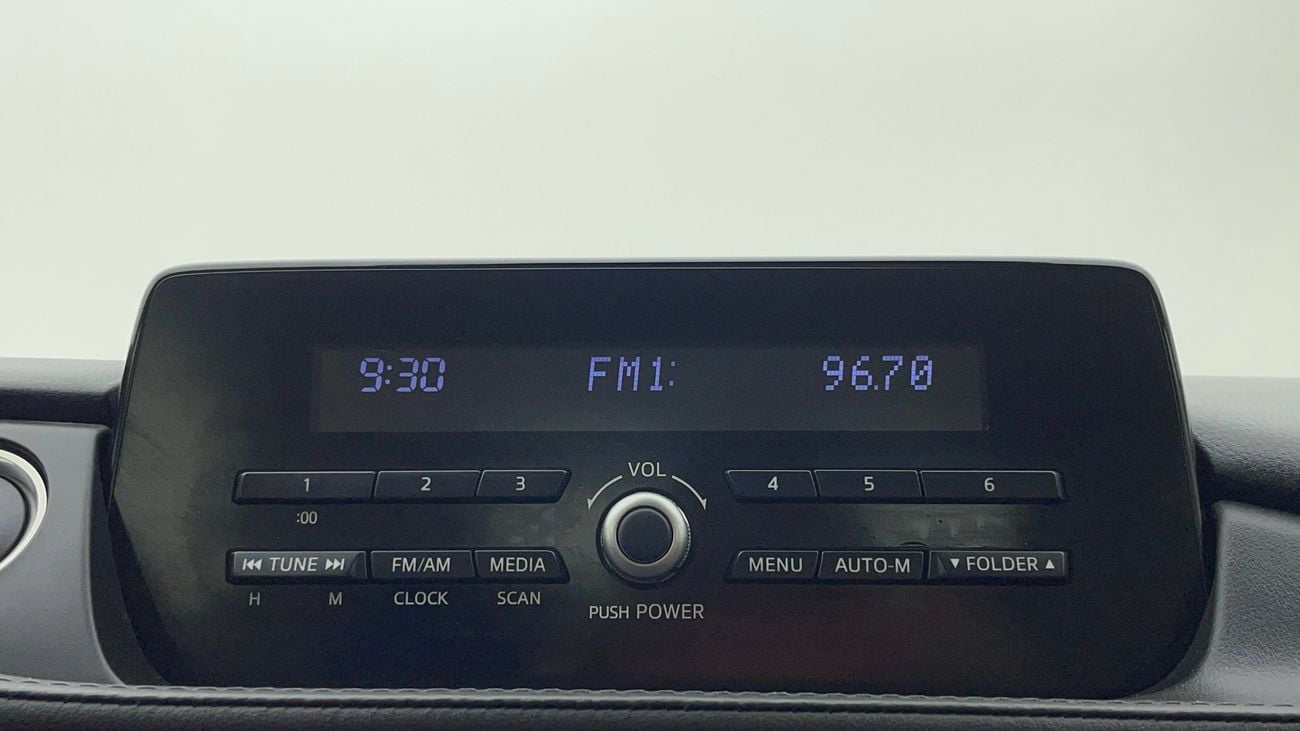 9:30 FM1: 96.70
VOL
1 2 3 4 5 6
:00
⏮ TUNE ⏭ FM/AM MEDIA MENU AUTO-M ▼ FOLDER ▲
H M CLOCK SCAN
PUSH POWER